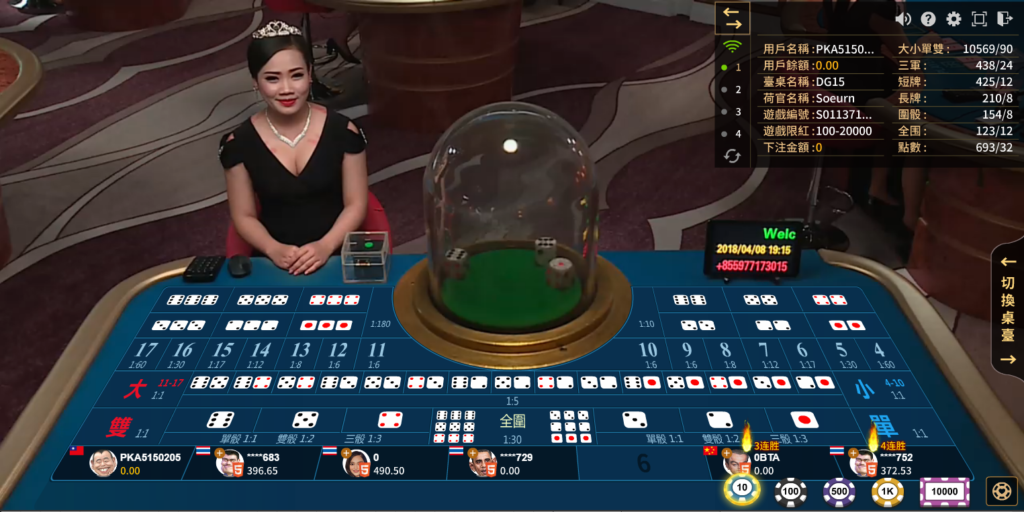 用戶名稱 : PKA5150... 大小單雙 : 10569/90
1 用戶餘額 : 0.00 三軍 : 438/24
2 臺桌名稱 : DG15 短牌 : 425/12
荷官名稱 : Soeurn 長牌 : 210/8
3 遊戲編號 : S011371... 圍骰 : 154/8
4 遊戲限紅 : 100-20000 全围 : 123/12
下注金額 : 0 點數 : 693/32
Welc
2018/04/08 19:15
+855977173015
切換桌臺
1:180 1:10
17 16 15 14 13 12 11 10 9 8 7 6 5 4
1:60 1:30 1:17 1:12 1:8 1:6 1:6 1:6 1:6 1:8 1:12 1:17 1:30 1:60
大 11-17 1:1 小 4-10 1:1
1:5
雙 1:1 全圍 1:30 單 1:1
單骰 1:1 雙骰 1:2 三骰 1:3 單骰 1:1 雙骰 1:2 三骰 1:3
3连胜 4连胜
PKA5150205 ****683 0 ****729 6 0BTA ****752
0.00 396.65 490.50 0.00 0.00 372.53
10 100 500 1K 10000